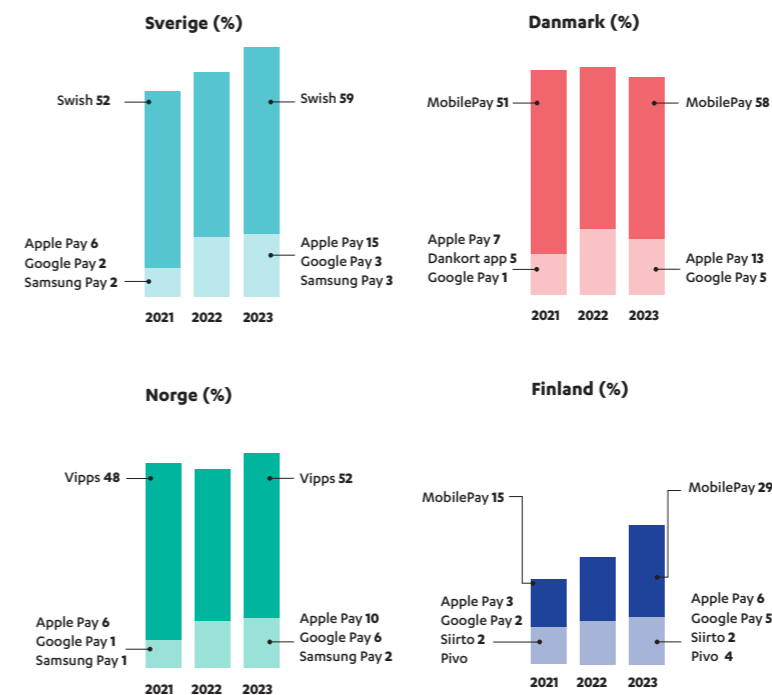 Sverige (%)
Swish 52
Swish 59
Apple Pay 6
Google Pay 2
Samsung Pay 2
Apple Pay 15
Google Pay 3
Samsung Pay 3
2021 2022 2023
Danmark (%)
MobilePay 51
MobilePay 58
Apple Pay 7
Dankort app 5
Google Pay 1
Apple Pay 13
Google Pay 5
2021 2022 2023
Norge (%)
Vipps 48
Vipps 52
Apple Pay 6
Google Pay 1
Samsung Pay 1
Apple Pay 10
Google Pay 6
Samsung Pay 2
2021 2022 2023
Finland (%)
MobilePay 15
MobilePay 29
Apple Pay 3
Google Pay 2
Siirto 2
Pivo
Apple Pay 6
Google Pay 5
Siirto 2
Pivo 4
2021 2022 2023